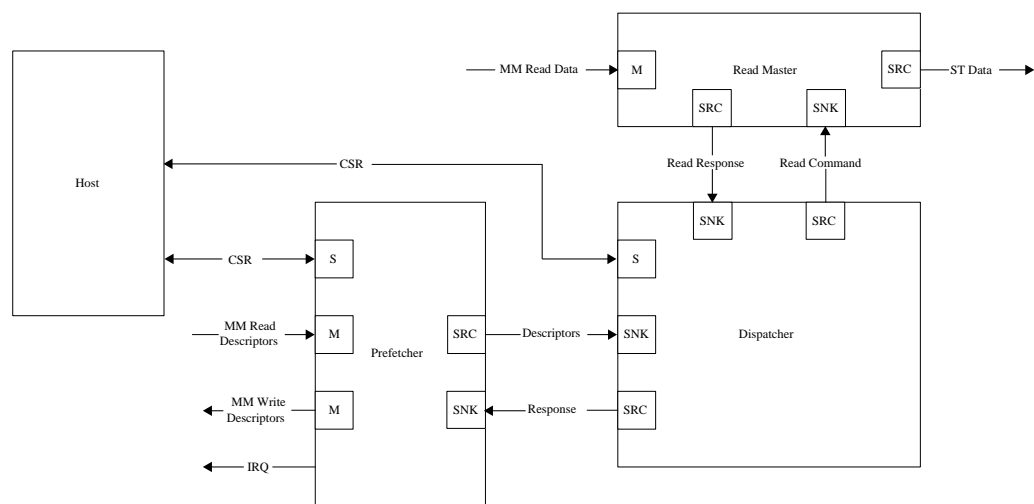 MM Read Data
M
Read Master
SRC
ST Data
SRC
SNK
Read Response
Read Command
Host
CSR
SNK
SRC
CSR
S
S
MM Read
Descriptors
M
Prefetcher
SRC
Descriptors
SNK
Dispatcher
MM Write
Descriptors
M
SNK
Response
SRC
IRQ